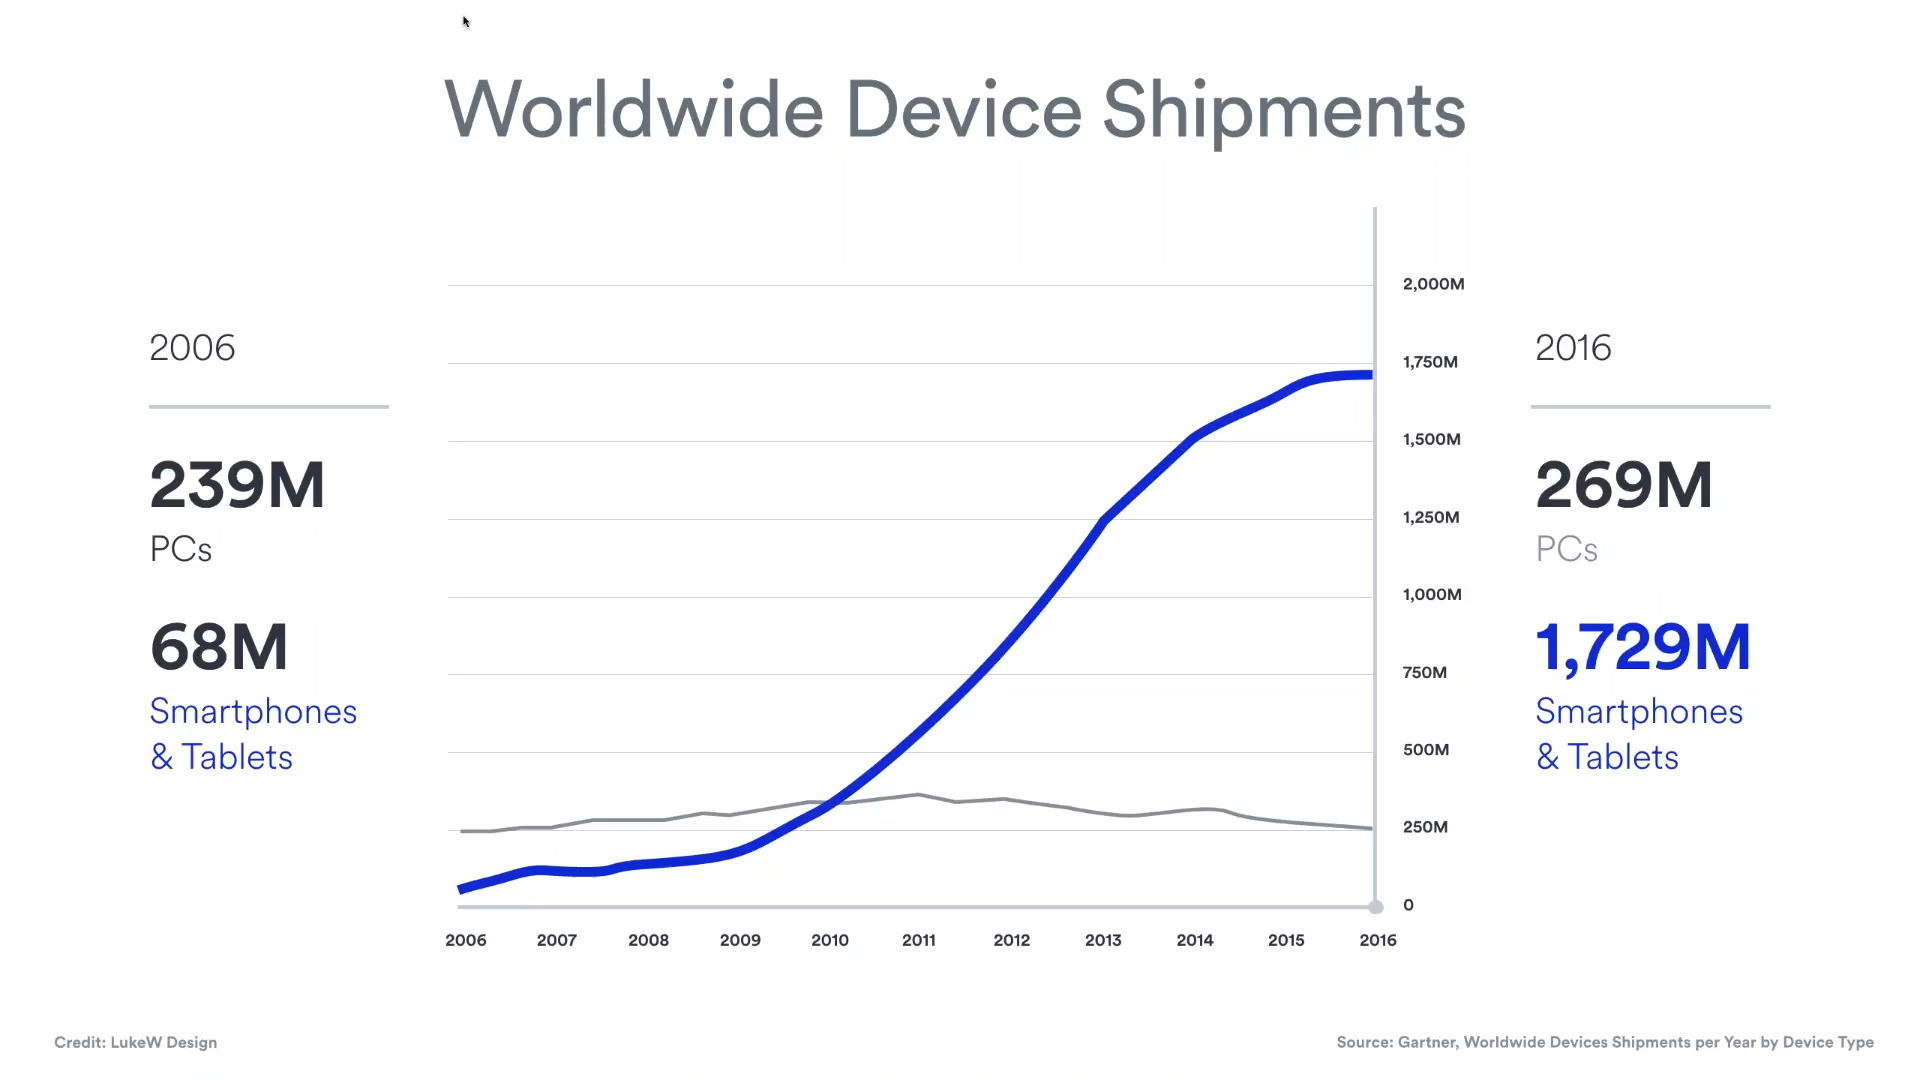 Worldwide Device Shipments
2006
239M
PCs
68M
Smartphones
& Tablets
2,000M
1,750M
1,500M
1,250M
1,000M
750M
500M
250M
0
2006 2007 2008 2009 2010 2011 2012 2013 2014 2015 2016
2016
269M
PCs
1,729M
Smartphones
& Tablets
Credit: LukeW Design
Source: Gartner, Worldwide Devices Shipments per Year by Device Type